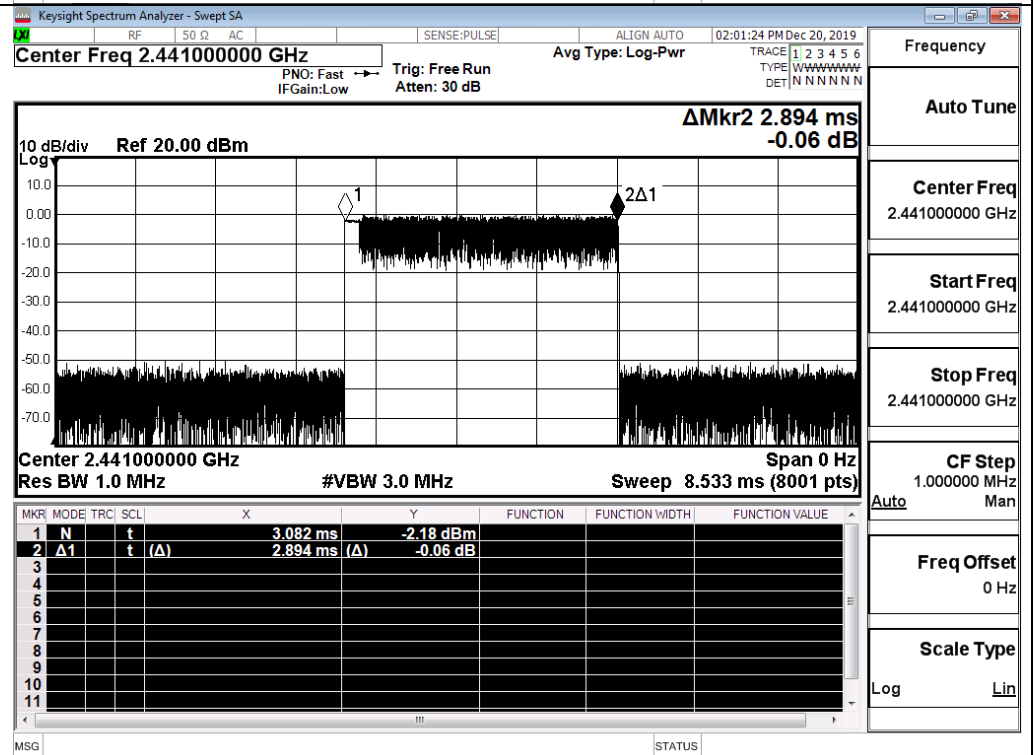 Keysight Spectrum Analyzer - Swept SA
LXI RF 50 Ω AC SENSE:PULSE ALIGN AUTO 02:01:24 PM Dec 20, 2019
Center Freq 2.441000000 GHz
PNO: Fast
IFGain:Low
Trig: Free Run
Atten: 30 dB
Avg Type: Log-Pwr
TRACE 1 2 3 4 5 6
TYPE WWWWWW
DET N N N N N N
ΔMkr2 2.894 ms
-0.06 dB
10 dB/div Ref 20.00 dBm
Log
10.0
0.00
-10.0
-20.0
-30.0
-40.0
-50.0
-60.0
-70.0
1
2Δ1
Center 2.441000000 GHz Span 0 Hz
Res BW 1.0 MHz #VBW 3.0 MHz Sweep 8.533 ms (8001 pts)
MKR MODE TRC SCL X Y FUNCTION FUNCTION WIDTH FUNCTION VALUE
1 N t 3.082 ms -2.18 dBm
2 Δ1 t (Δ) 2.894 ms (Δ) -0.06 dB
3
4
5
6
7
8
9
10
11
MSG STATUS
Frequency
Auto Tune
Center Freq
2.441000000 GHz
Start Freq
2.441000000 GHz
Stop Freq
2.441000000 GHz
CF Step
1.000000 MHz
Auto Man
Freq Offset
0 Hz
Scale Type
Log Lin